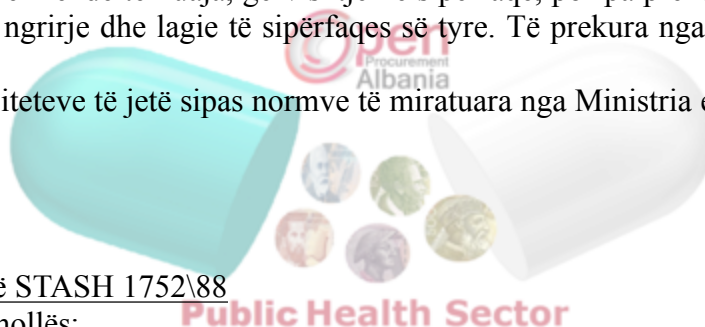 ngrirje dhe lagie të sipërfaqes së tyre. Të prekura nga
Open
Procurement
Albania
iteteve të jetë sipas normve të miratuara nga Ministria e
ë STASH 1752\88
Public Health Sector
hollës: